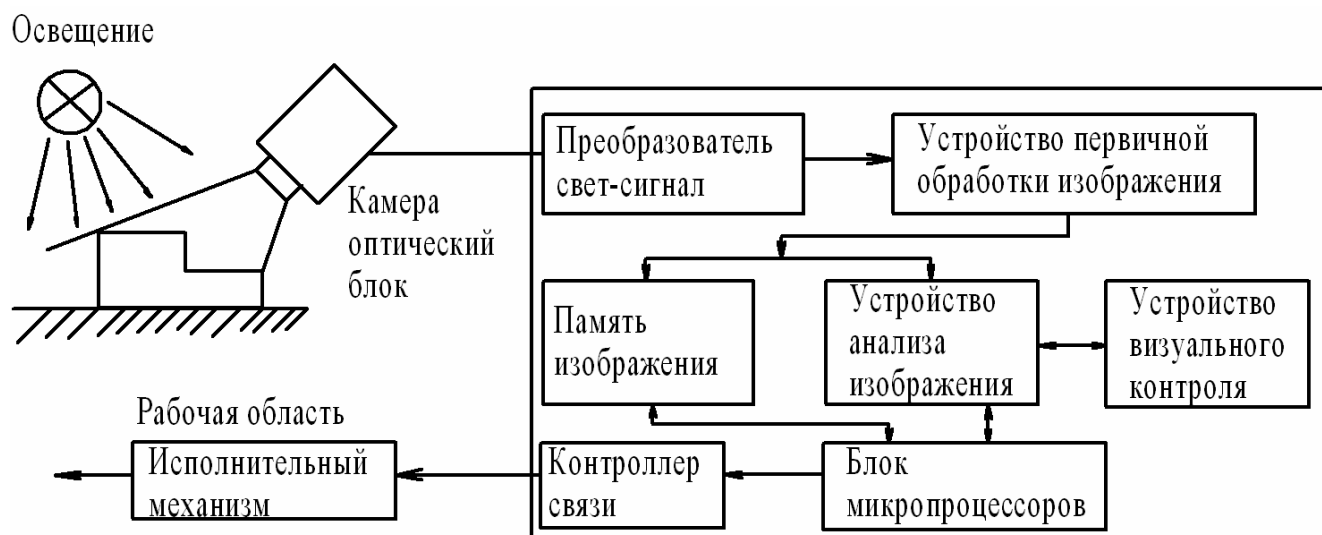 Освещение
Камера
оптический
блок
Преобразователь
свет-сигнал
Устройство первичной
обработки изображения
Память
изображения
Устройство
анализа
изображения
Устройство
визуального
контроля
Рабочая область
Исполнительный
механизм
Контроллер
связи
Блок
микропроцессоров